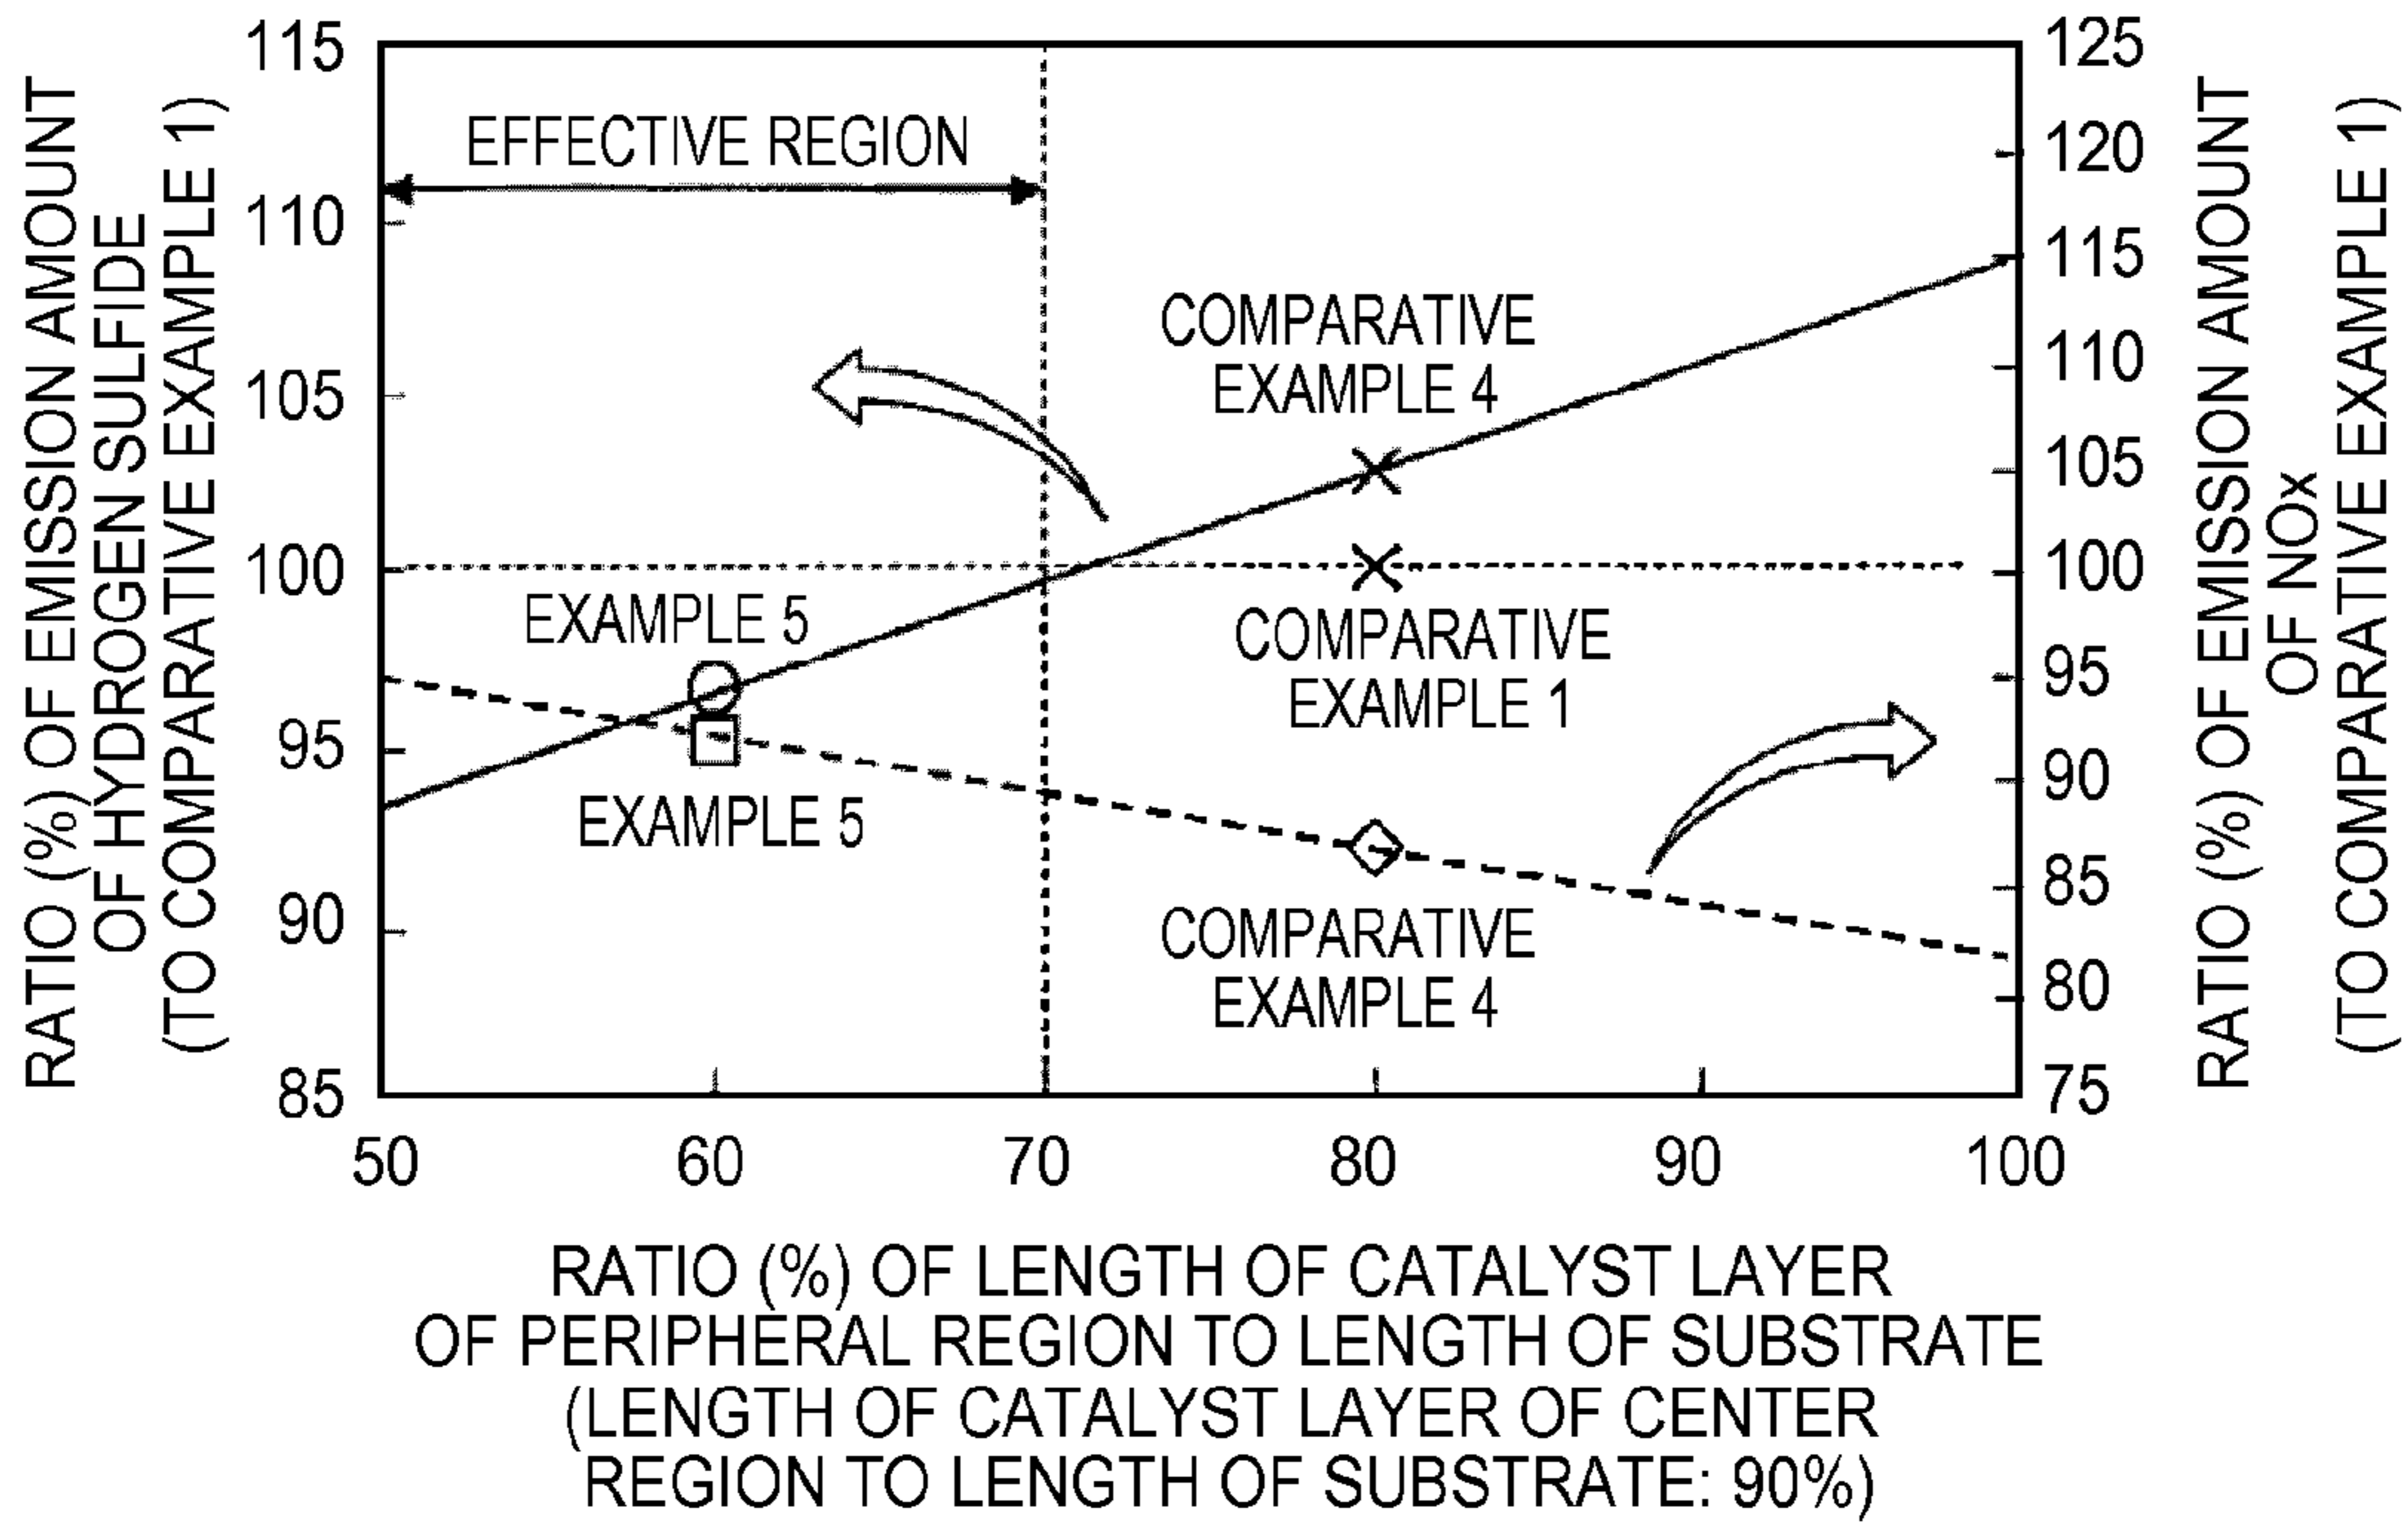 RATIO (%) OF EMISSION AMOUNT
OF HYDROGEN SULFIDE
(TO COMPARATIVE EXAMPLE 1)
115
110
105
100
95
90
85
EFFECTIVE REGION
COMPARATIVE
EXAMPLE 4
EXAMPLE 5
COMPARATIVE
EXAMPLE 1
EXAMPLE 5
COMPARATIVE
EXAMPLE 4
125
120
115
110
105
100
95
90
85
80
75
RATIO (%) OF EMISSION AMOUNT
OF NOx
(TO COMPARATIVE EXAMPLE 1)
50 60 70 80 90 100
RATIO (%) OF LENGTH OF CATALYST LAYER
OF PERIPHERAL REGION TO LENGTH OF SUBSTRATE
(LENGTH OF CATALYST LAYER OF CENTER
REGION TO LENGTH OF SUBSTRATE: 90%)